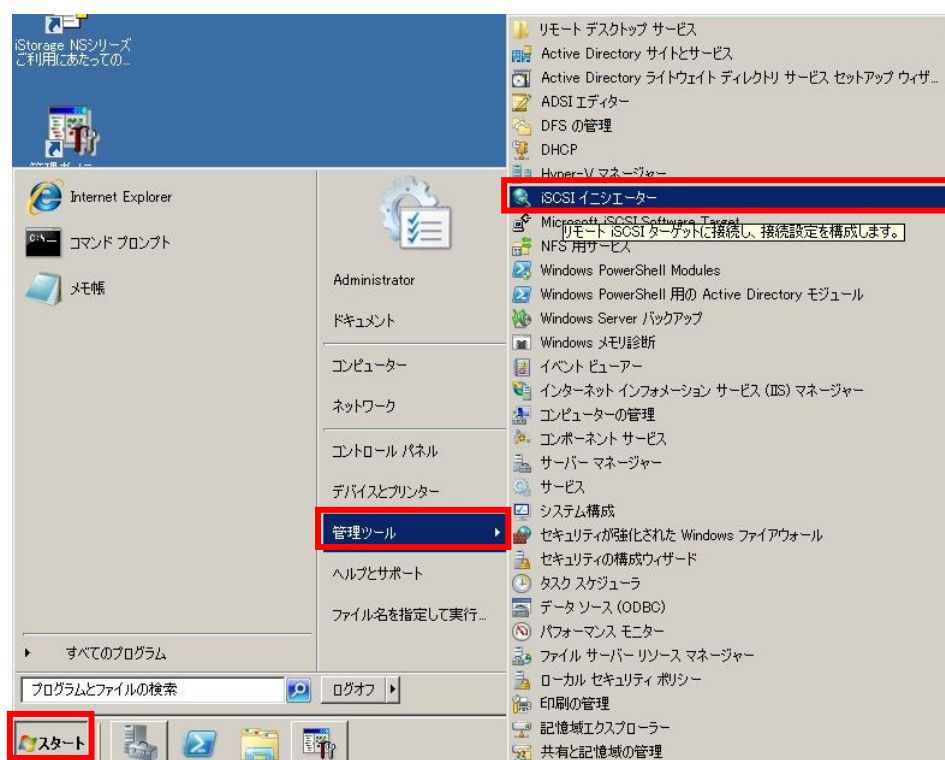 iStorage NSシリーズ
ご利用にあたっての...
Internet Explorer
コマンド プロンプト
メモ帳
すべてのプログラム
プログラムとファイルの検索
スタート
Administrator
ドキュメント
コンピューター
ネットワーク
コントロール パネル
デバイスとプリンター
管理ツール
ヘルプとサポート
ファイル名を指定して実行...
ログオフ
リモート デスクトップ サービス
Active Directory サイトとサービス
Active Directory ライトウェイト ディレクトリ サービス セットアップ ウィザ...
ADSI エディター
DFS の管理
DHCP
Hyper-V マネージャー
iSCSI イニシエーター
Microsoft iSCSI Software Target
リモート iSCSI ターゲットに接続し、接続設定を構成します。
NFS 用サービス
Windows PowerShell Modules
Windows PowerShell 用の Active Directory モジュール
Windows Server バックアップ
Windows メモリ診断
イベント ビューアー
インターネット インフォメーション サービス (IIS) マネージャー
コンピューターの管理
コンポーネント サービス
サーバー マネージャー
サービス
システム構成
セキュリティが強化された Windows ファイアウォール
セキュリティの構成ウィザード
タスク スケジューラ
データ ソース (ODBC)
パフォーマンス モニター
ファイル サーバー リソース マネージャー
ローカル セキュリティ ポリシー
印刷の管理
記憶域エクスプローラー
共有と記憶域の管理